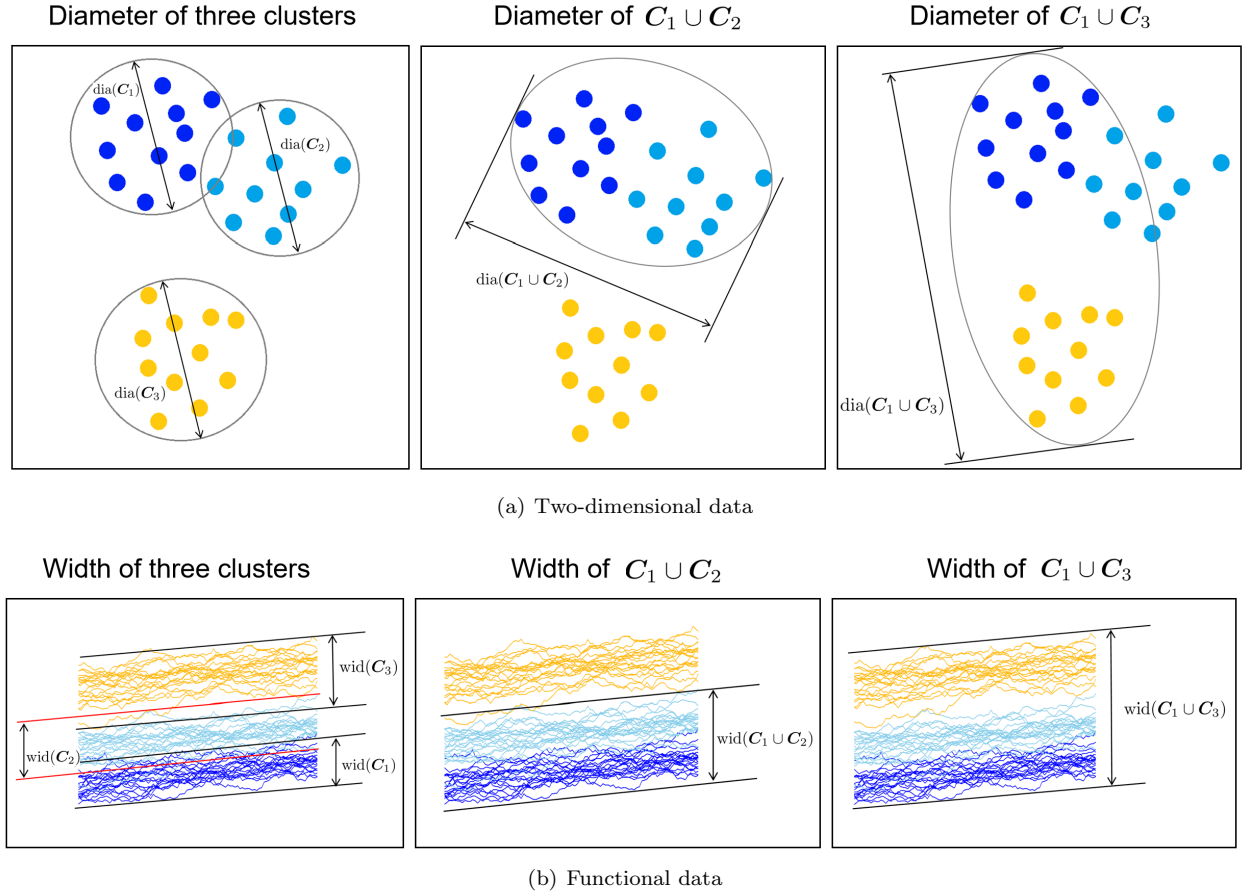 Diameter of three clusters
Diameter of C₁ ∪ C₂
Diameter of C₁ ∪ C₃
dia(C₁)
dia(C₂)
dia(C₃)
dia(C₁ ∪ C₂)
dia(C₁ ∪ C₃)
(a) Two-dimensional data
Width of three clusters
Width of C₁ ∪ C₂
Width of C₁ ∪ C₃
wid(C₃)
wid(C₂)
wid(C₁)
wid(C₁ ∪ C₂)
wid(C₁ ∪ C₃)
(b) Functional data